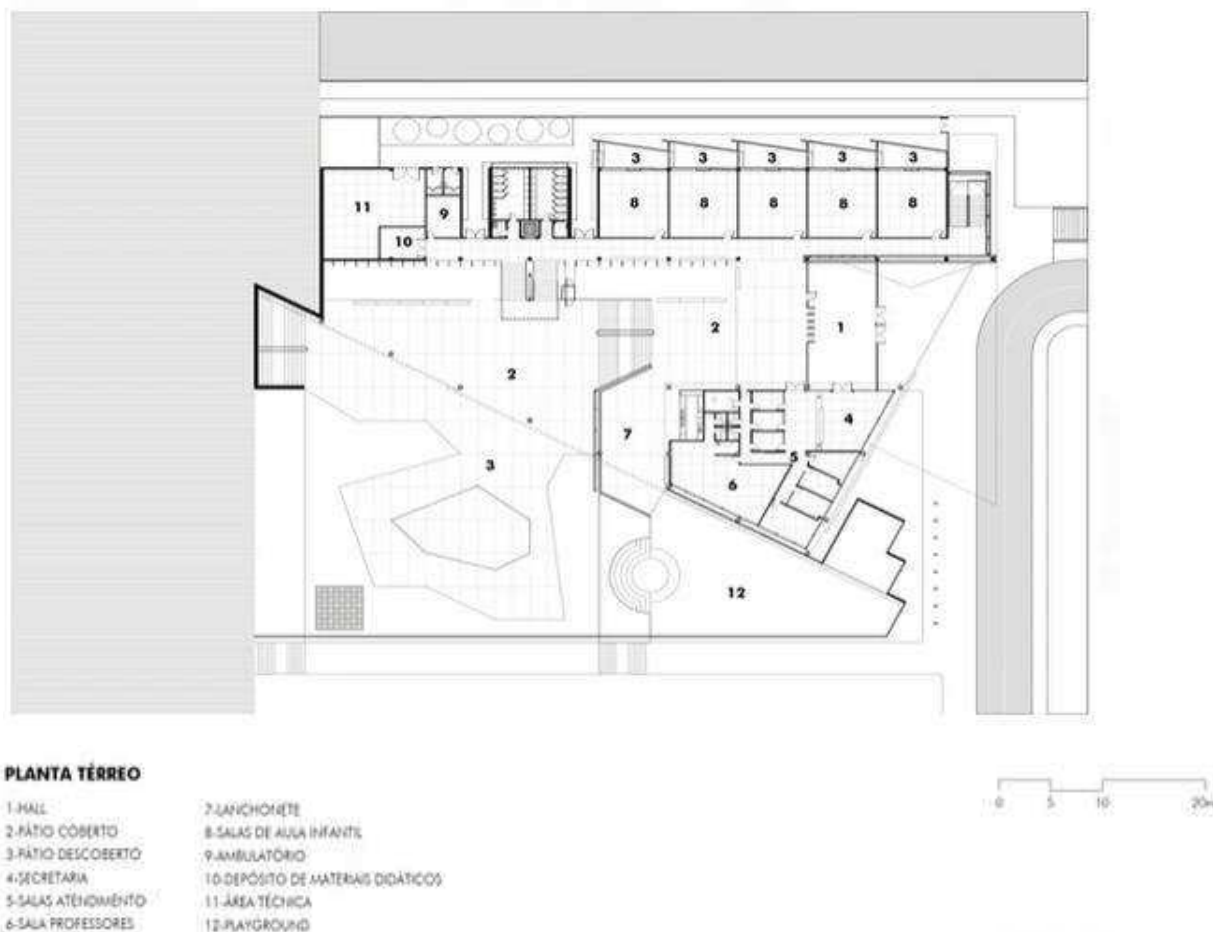 3
3
3
3
3
11
9
8
8
8
8
8
10
1
2
2
4
7
3
5
6
12
PLANTA TÉRREO
1-HALL
2-PÁTIO COBERTO
3-PÁTIO DESCOBERTO
4-SECRETARIA
5-SALAS ATENDIMENTO
6-SALA PROFESSORES
7-LANCHONETE
8-SALAS DE AULA INFANTIL
9-AMBULATÓRIO
10-DEPÓSITO DE MATERIAIS DIDÁTICOS
11-ÁREA TÉCNICA
12-PLAYGROUND
0 5 10 20m